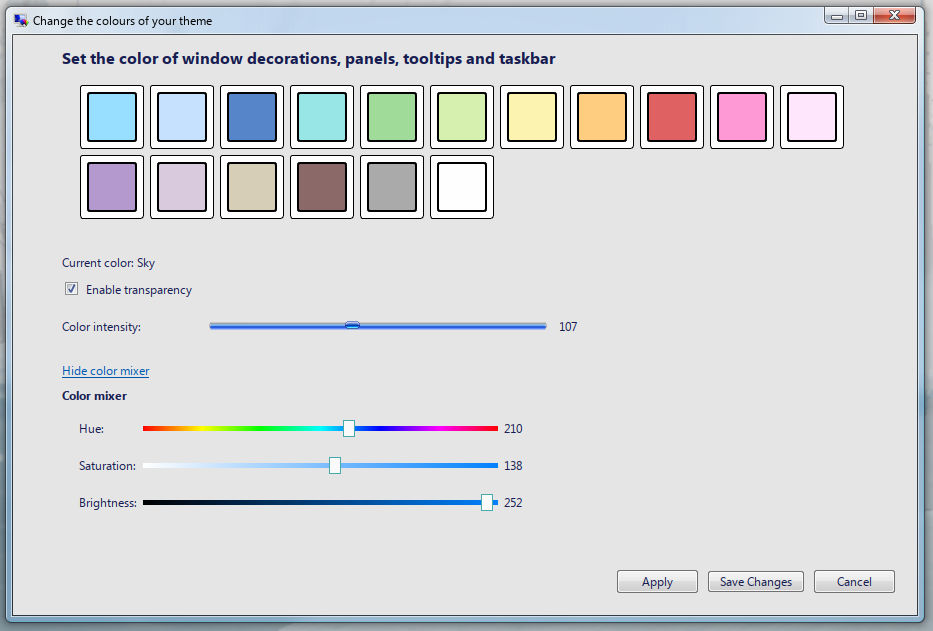 Change the colours of your theme
Set the color of window decorations, panels, tooltips and taskbar
Current color: Sky
Enable transparency
Color intensity: 107
Hide color mixer
Color mixer
Hue: 210
Saturation: 138
Brightness: 252
Apply Save Changes Cancel